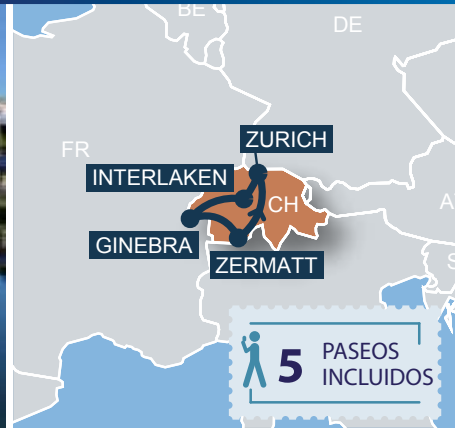 BE
DE
FR
ZURICH
INTERLAKEN
CH
A
GINEBRA
ZERMATT
S
5 PASEOS
INCLUIDOS